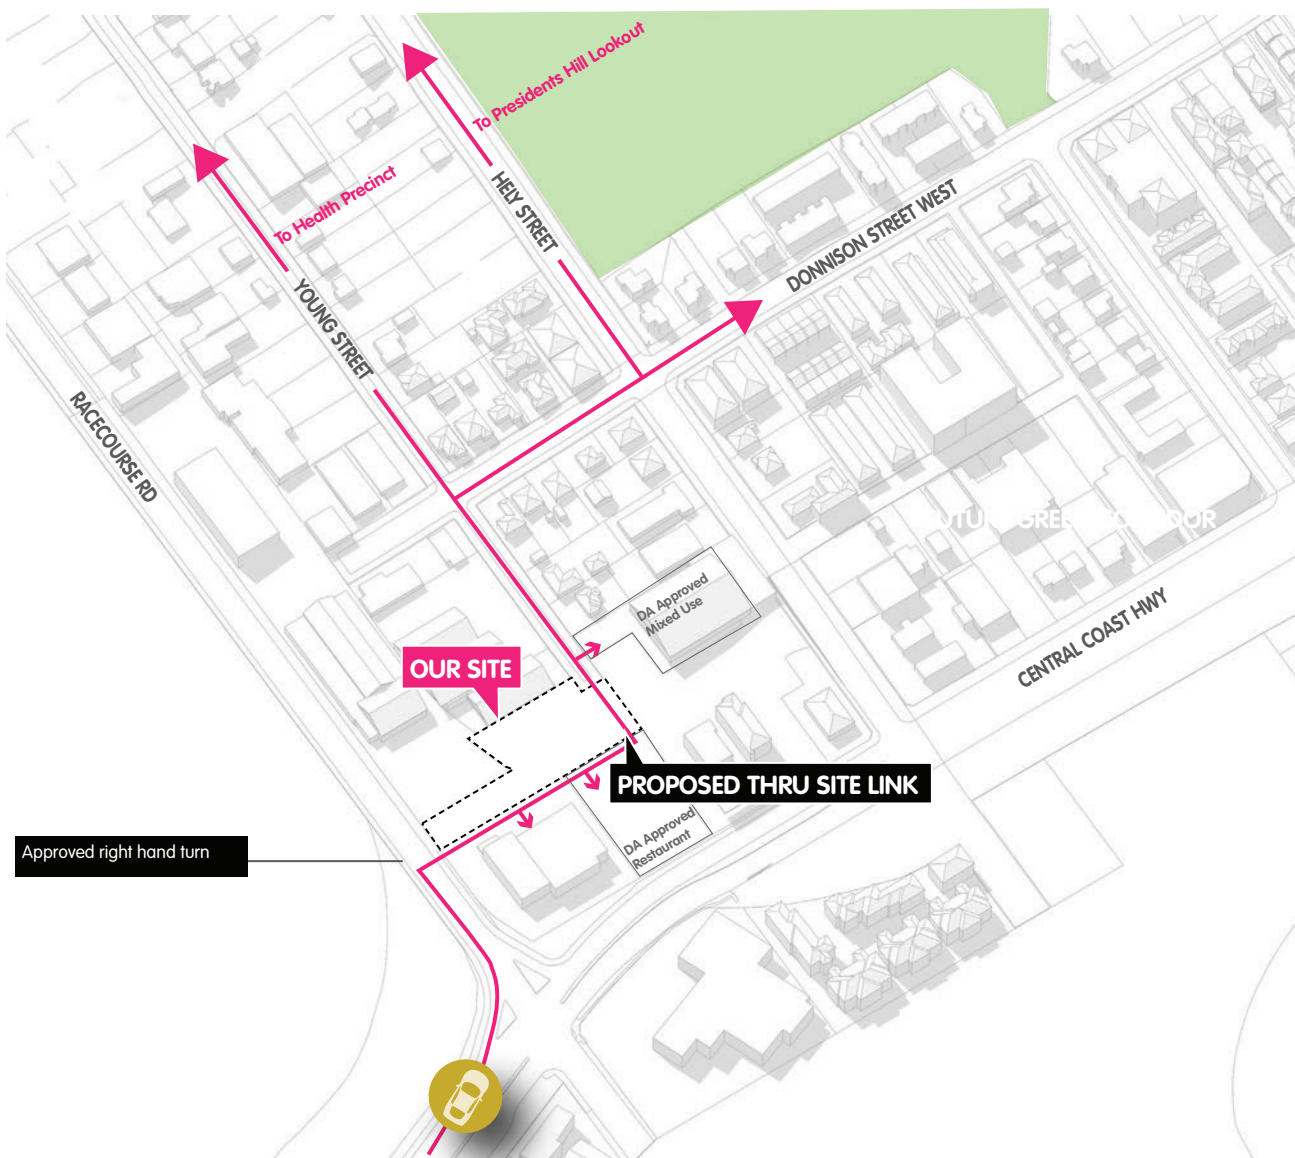 To Presidents Hill Lookout
To Health Precinct
HELY STREET
DONNISON STREET WEST
YOUNG STREET
RACECOURSE RD
DA Approved
Mixed Use
CENTRAL COAST HWY
OUR SITE
PROPOSED THRU SITE LINK
DA Approved
Restaurant
Approved right hand turn